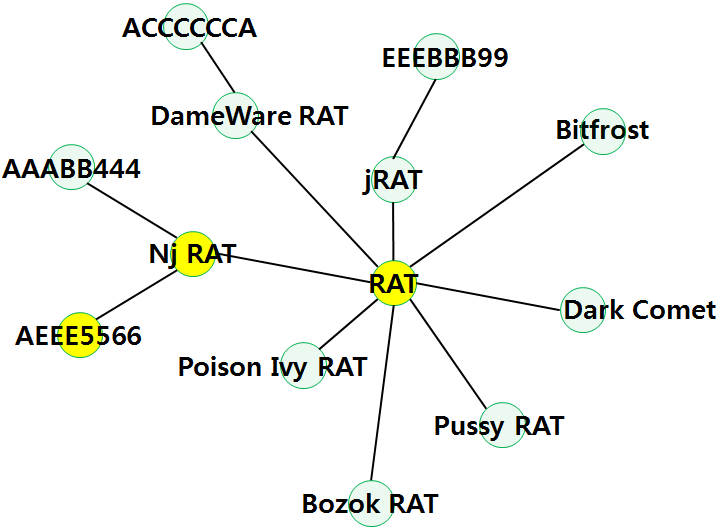 ACCCCCCA
EEEBBB99
DameWare RAT
Bitfrost
AAABB444
jRAT
Nj RAT
RAT
Dark Comet
AEEE5566
Poison Ivy RAT
Pussy RAT
Bozok RAT